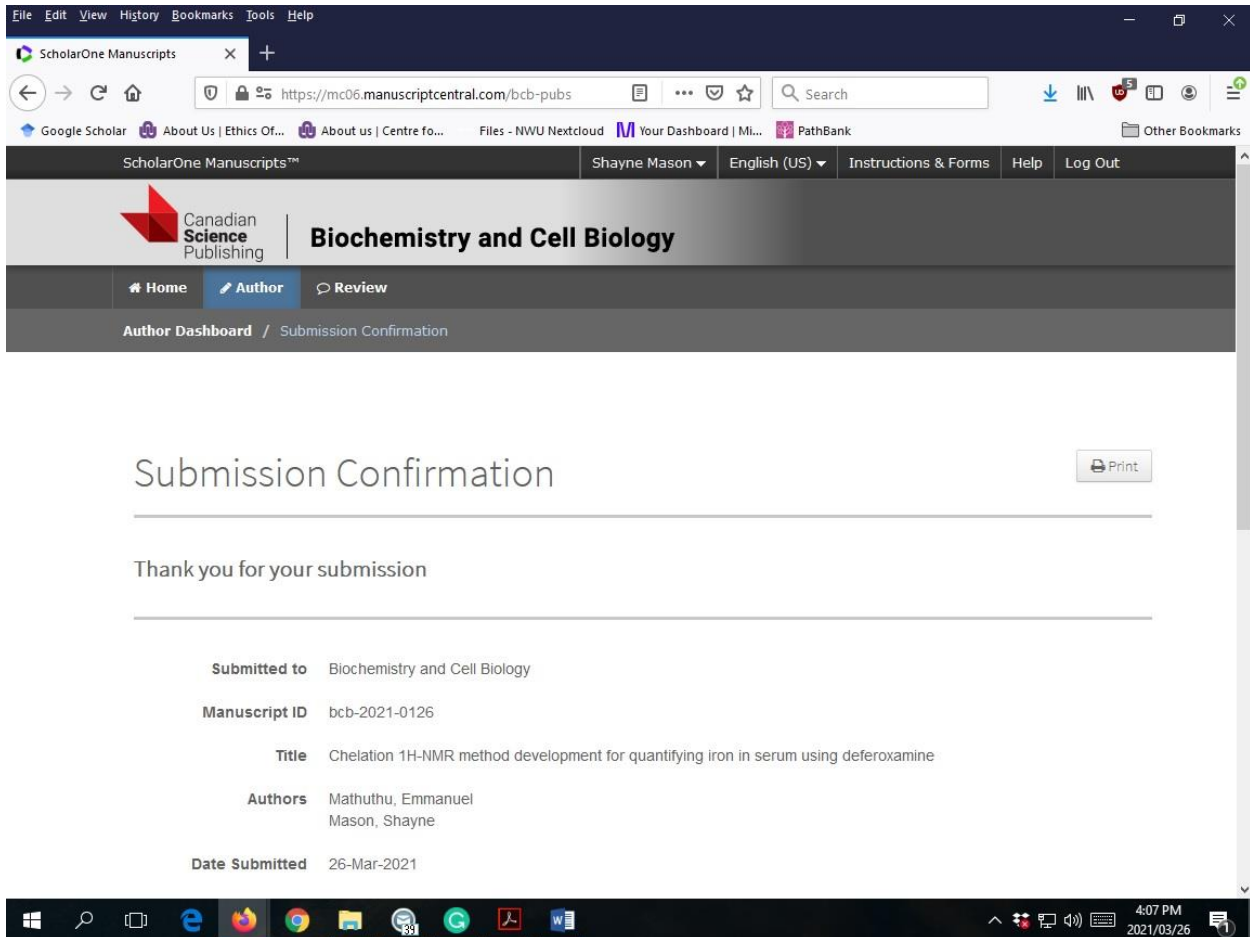 File Edit View History Bookmarks Tools Help
ScholarOne Manuscripts
https://mc06.manuscriptcentral.com/bcb-pubs
Search
5
Google Scholar About Us | Ethics Of... About us | Centre fo... Files - NWU Nextcloud Your Dashboard | Mi... PathBank Other Bookmarks
ScholarOne Manuscripts™ Shayne Mason English (US) Instructions & Forms Help Log Out
Canadian
Science
Publishing
Biochemistry and Cell Biology
Home Author Review
Author Dashboard / Submission Confirmation
Submission Confirmation
Print
Thank you for your submission
Submitted to Biochemistry and Cell Biology
Manuscript ID bcb-2021-0126
Title Chelation 1H-NMR method development for quantifying iron in serum using deferoxamine
Authors Mathuthu, Emmanuel
Mason, Shayne
Date Submitted 26-Mar-2021
39
4:07 PM
2021/03/26
1